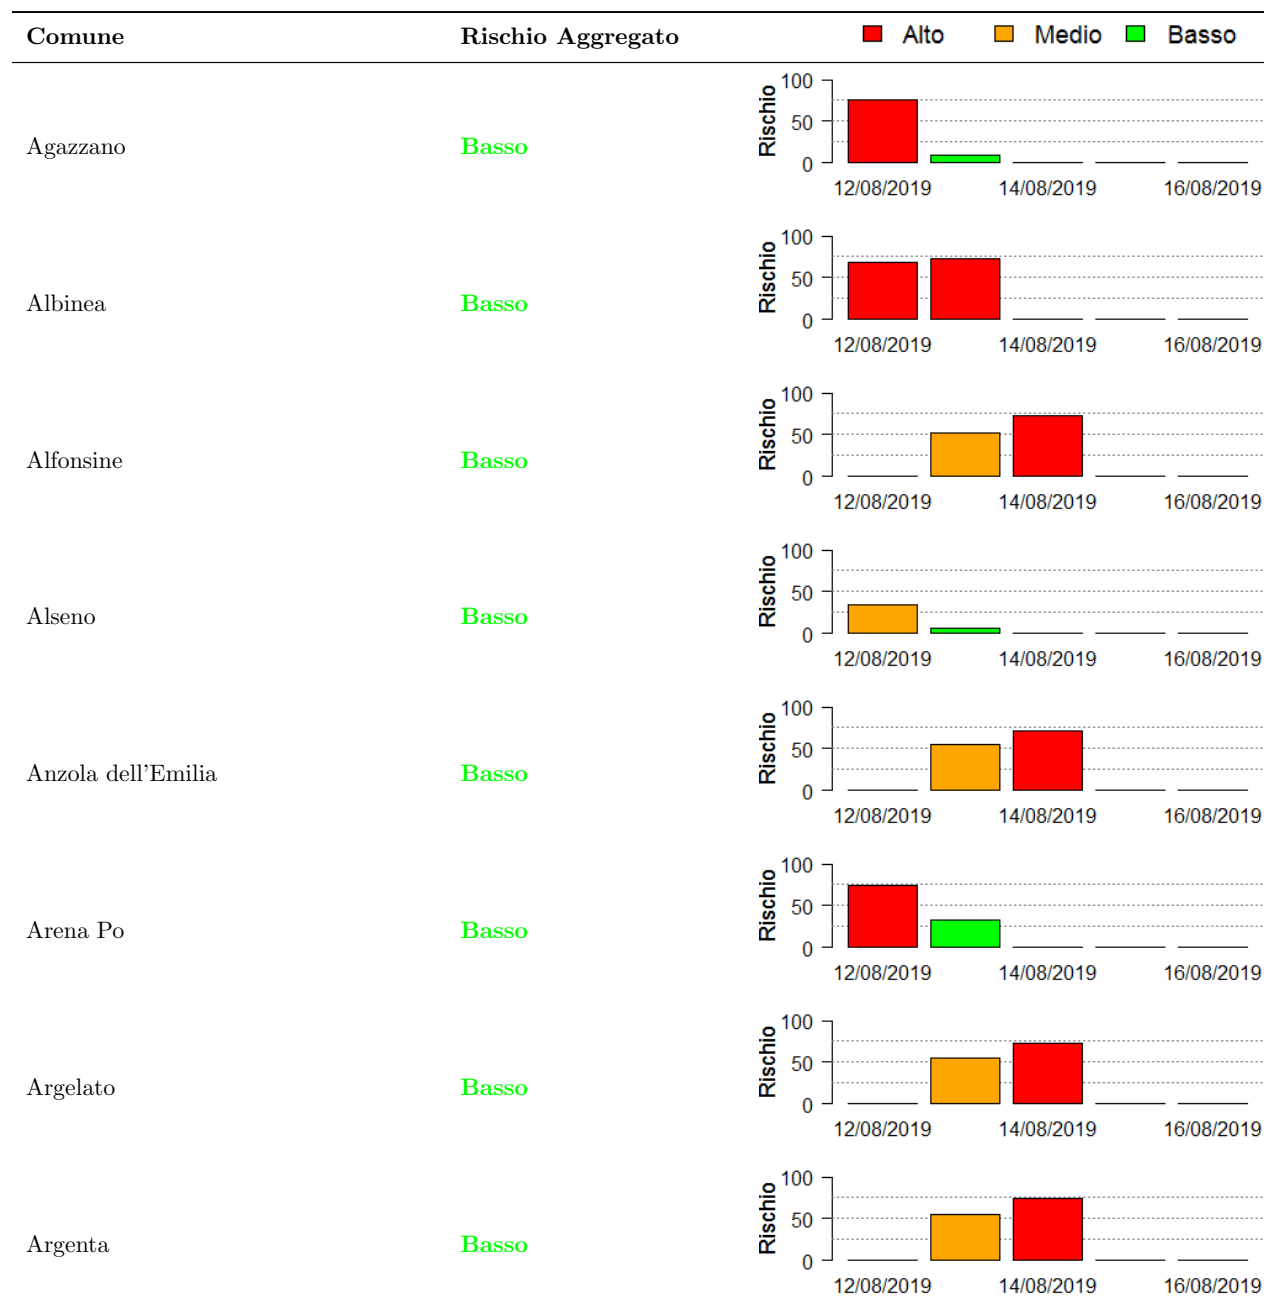 Comune Rischio Aggregato Alto Medio Basso
100
50
0
Rischio
Agazzano Basso
12/08/2019 14/08/2019 16/08/2019
100
50
0
Rischio
Albinea Basso
12/08/2019 14/08/2019 16/08/2019
100
50
0
Rischio
Alfonsine Basso
12/08/2019 14/08/2019 16/08/2019
100
50
0
Rischio
Alseno Basso
12/08/2019 14/08/2019 16/08/2019
100
50
0
Rischio
Anzola dell'Emilia Basso
12/08/2019 14/08/2019 16/08/2019
100
50
0
Rischio
Arena Po Basso
12/08/2019 14/08/2019 16/08/2019
100
50
0
Rischio
Argelato Basso
12/08/2019 14/08/2019 16/08/2019
100
50
0
Rischio
Argenta Basso
12/08/2019 14/08/2019 16/08/2019